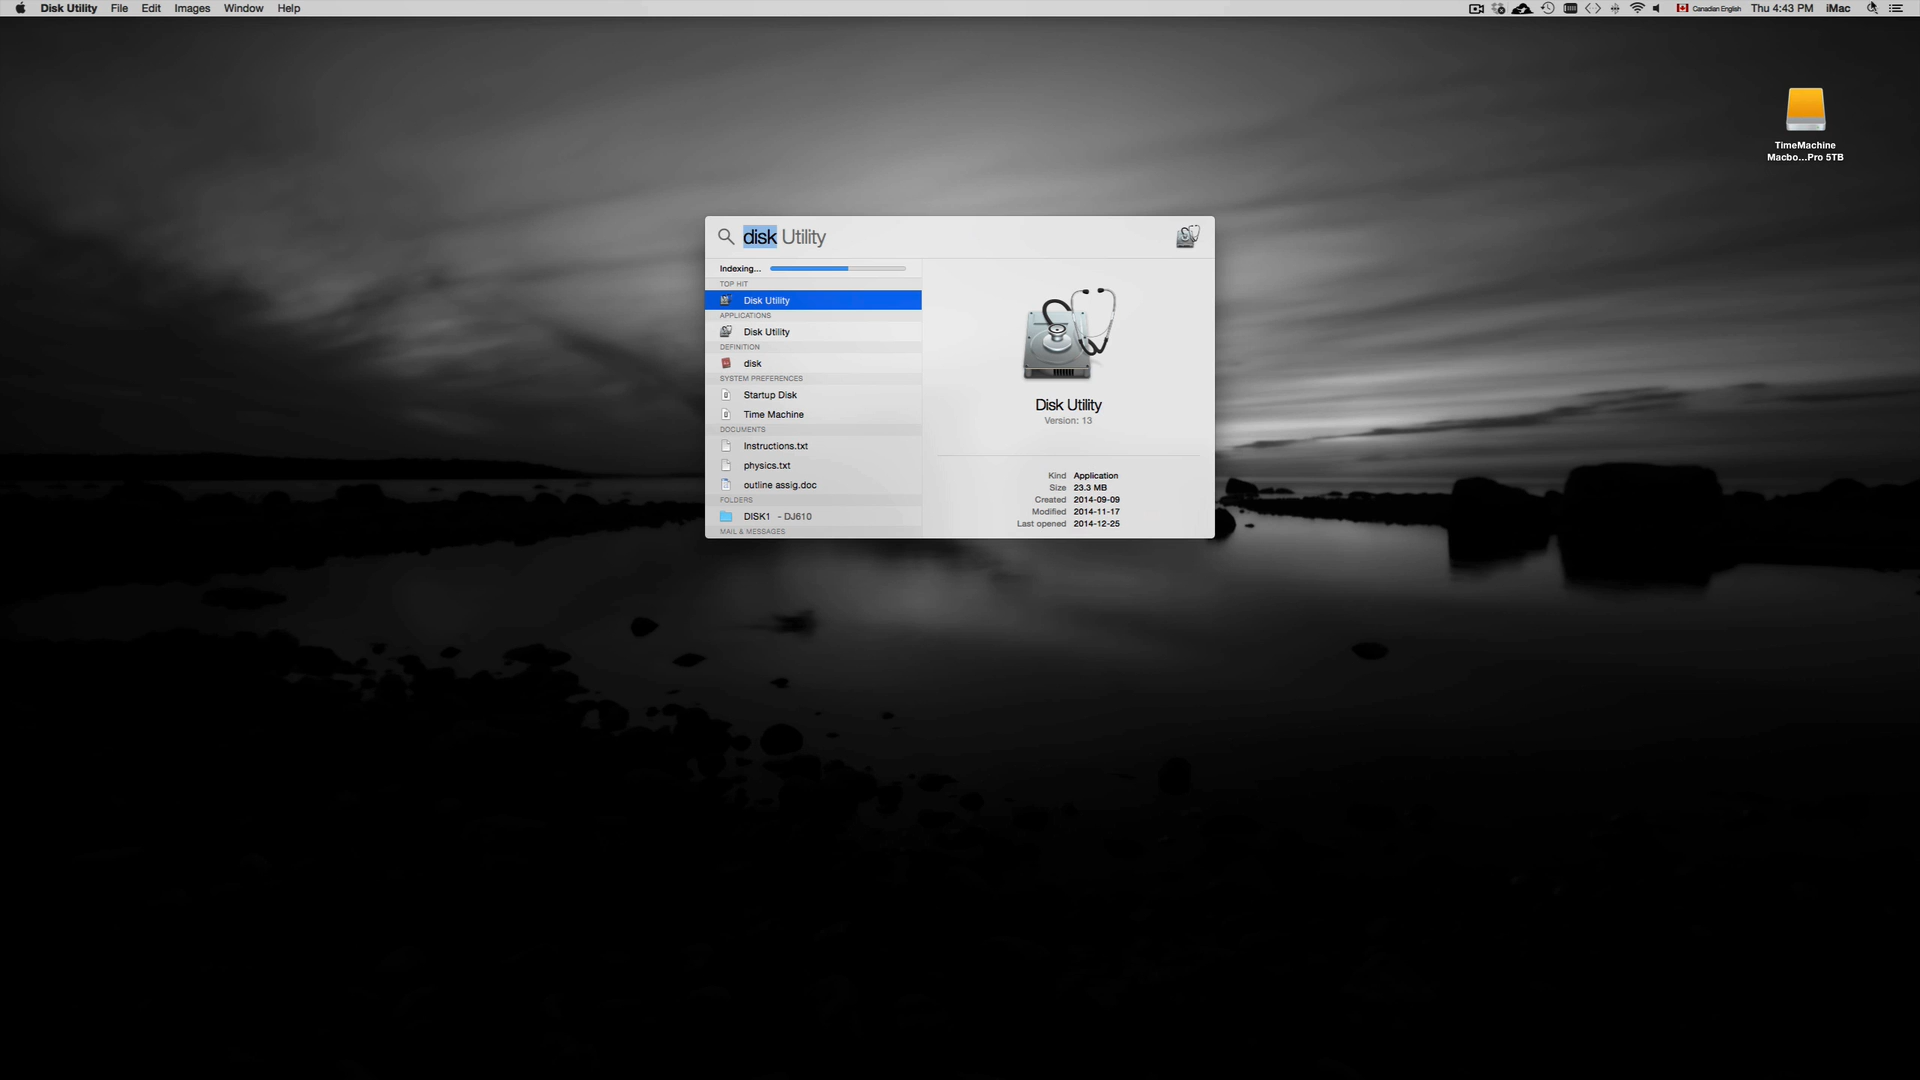 Disk Utility File Edit Images Window Help
Canadian English Thu 4:43 PM iMac
TimeMachine
Macbo...Pro 5TB
disk Utility
Indexing...
TOP HIT
Disk Utility
APPLICATIONS
Disk Utility
DEFINITION
disk
SYSTEM PREFERENCES
Startup Disk
Time Machine
DOCUMENTS
Instructions.txt
physics.txt
outline assig.doc
FOLDERS
DISK1 - DJ610
MAIL & MESSAGES
Disk Utility
Version: 13
Kind Application
Size 23.3 MB
Created 2014-09-09
Modified 2014-11-17
Last opened 2014-12-25